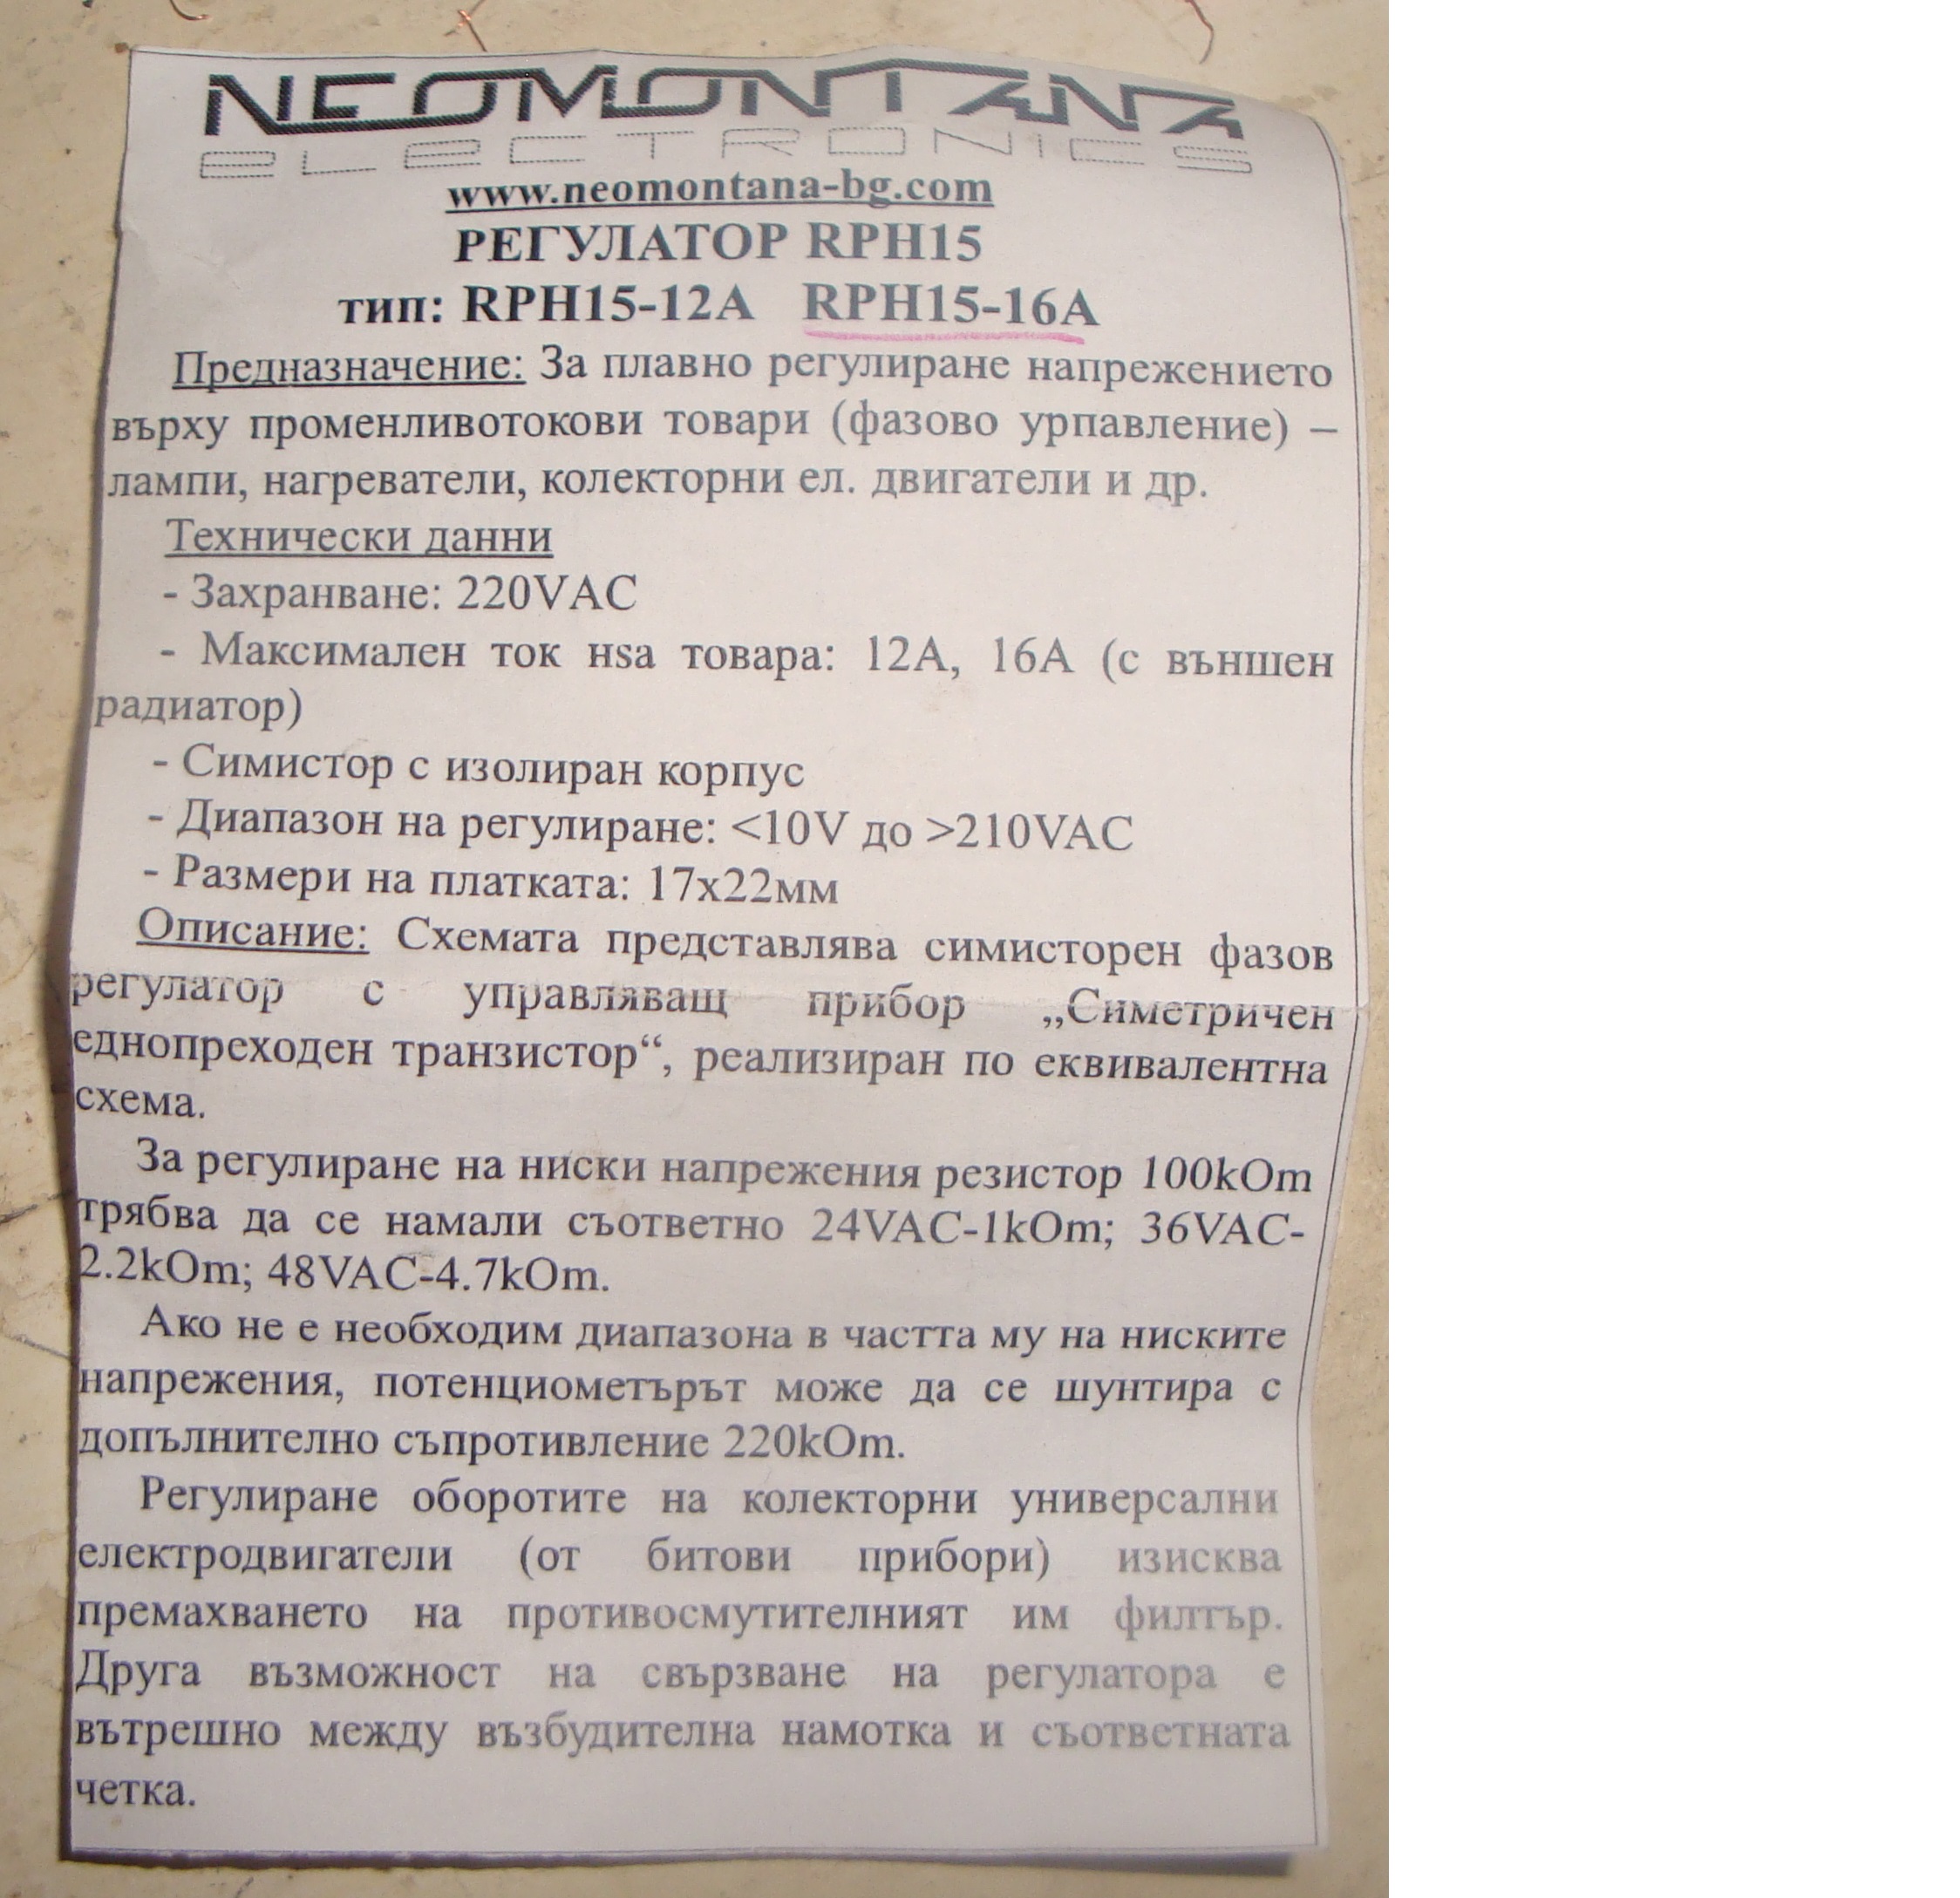 NEOMONTANA
ELECTRONICS
www.neomontana-bg.com
РЕГУЛАТОР RPH15
тип: RPH15-12A RPH15-16A
Предназначение: За плавно регулиране напрежението
върху променливотокови товари (фазово урпавление) –
лампи, нагреватели, колекторни ел. двигатели и др.
Технически данни
- Захранване: 220VAC
- Максимален ток нsа товара: 12A, 16A (с външен
радиатор)
- Симистор с изолиран корпус
- Диапазон на регулиране: <10V до >210VAC
- Размери на платката: 17x22мм
Описание: Схемата представлява симисторен фазов
регулатор с управляващ прибор „Симетричен
еднопреходен транзистор“, реализиран по еквивалентна
схема.
За регулиране на ниски напрежения резистор 100kOm
трябва да се намали съответно 24VAC-1kOm; 36VAC-
2.2kOm; 48VAC-4.7kOm.
Ако не е необходим диапазона в частта му на ниските
напрежения, потенциометърът може да се шунтира с
допълнително съпротивление 220kOm.
Регулиране оборотите на колекторни универсални
електродвигатели (от битови прибори) изисква
премахването на противосмутителният им филтър.
Друга възможност на свързване на регулатора е
вътрешно между възбудителна намотка и съответната
четка.